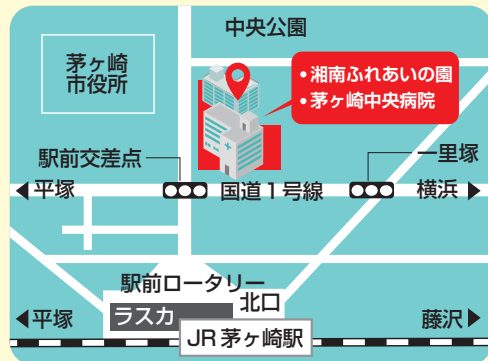 中央公園
茅ヶ崎
市役所
•湘南ふれあいの園
•茅ヶ崎中央病院
駅前交差点
一里塚
◀平塚
国道1号線
横浜▶
駅前ロータリー
北口
◀平塚
ラスカ
藤沢▶
JR茅ヶ崎駅